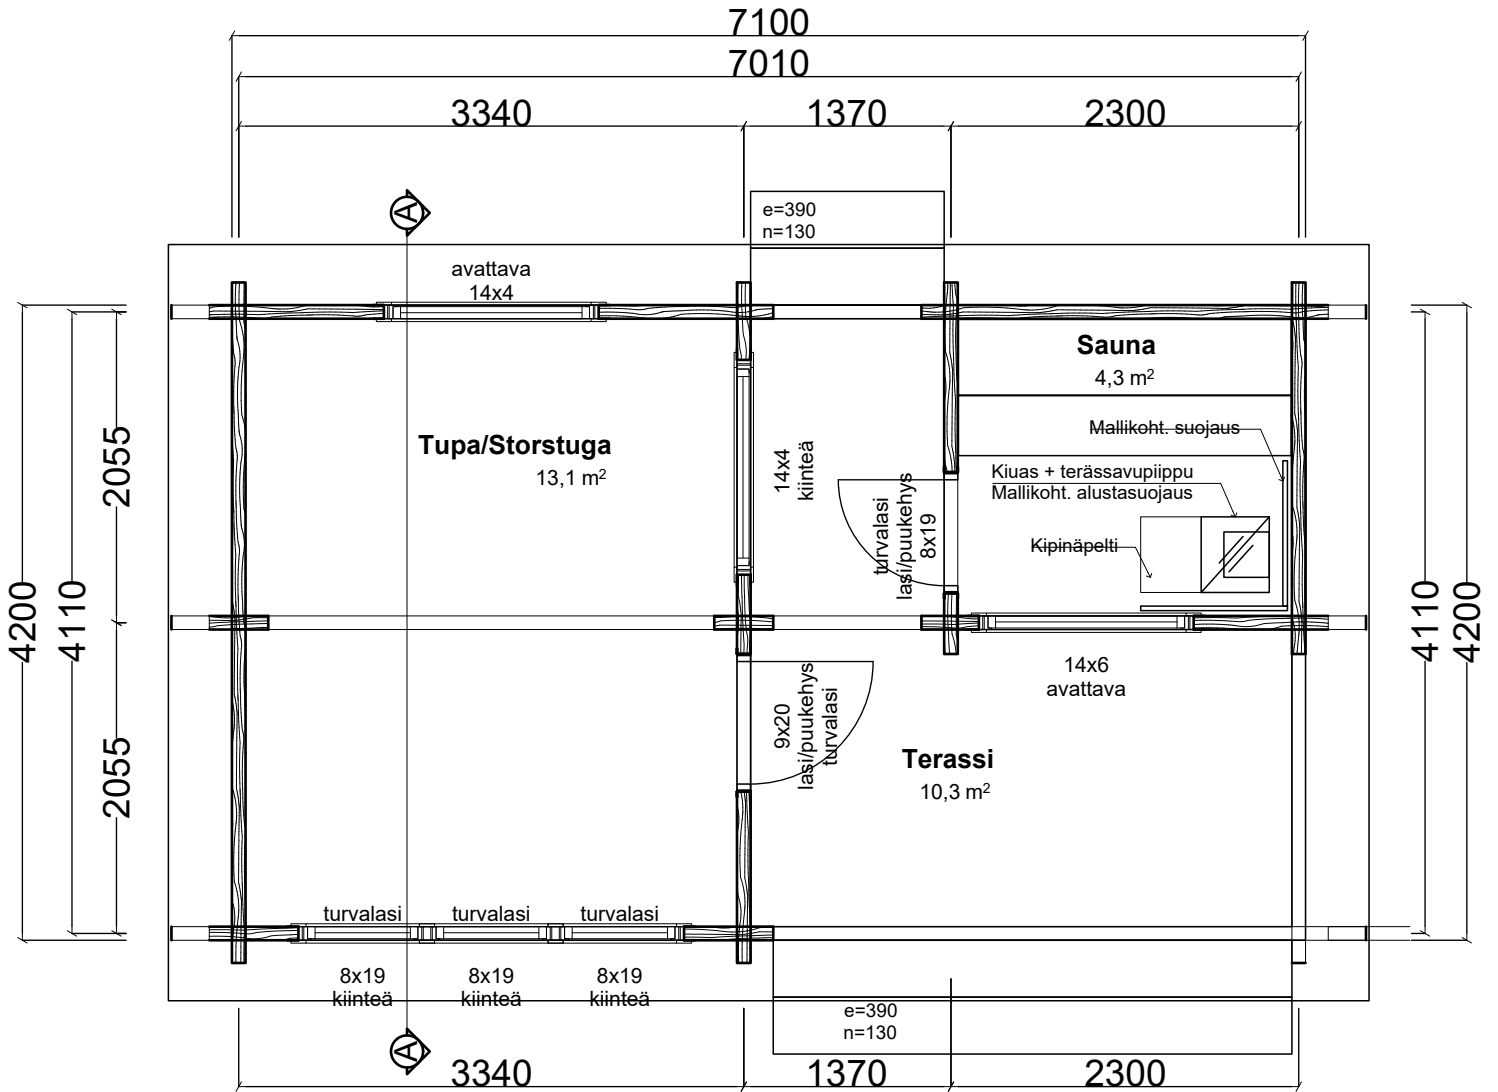 7100
7010
3340
1370
2300
A
e=390
n=130
avattava
14x4
Sauna
4,3 m²
Tupa/Storstuga
13,1 m²
Mallikoht. suojaus
Kiuas + terässavupiippu
Mallikoht. alustasuojaus
Kipinäpelti
14x4
kiinteä
turvalasi
lasi/puukehys
8x19
2055
4110
4200
2055
4110
4200
14x6
avattava
9x20
lasi/puukehys
turvalasi
Terassi
10,3 m²
turvalasi
turvalasi
turvalasi
8x19
kiinteä
8x19
kiinteä
8x19
kiinteä
e=390
n=130
A
3340
1370
2300